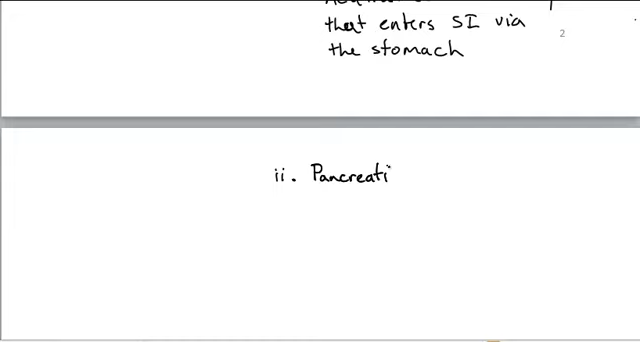 that enters SI via
the stomach
2
ii. Pancreati